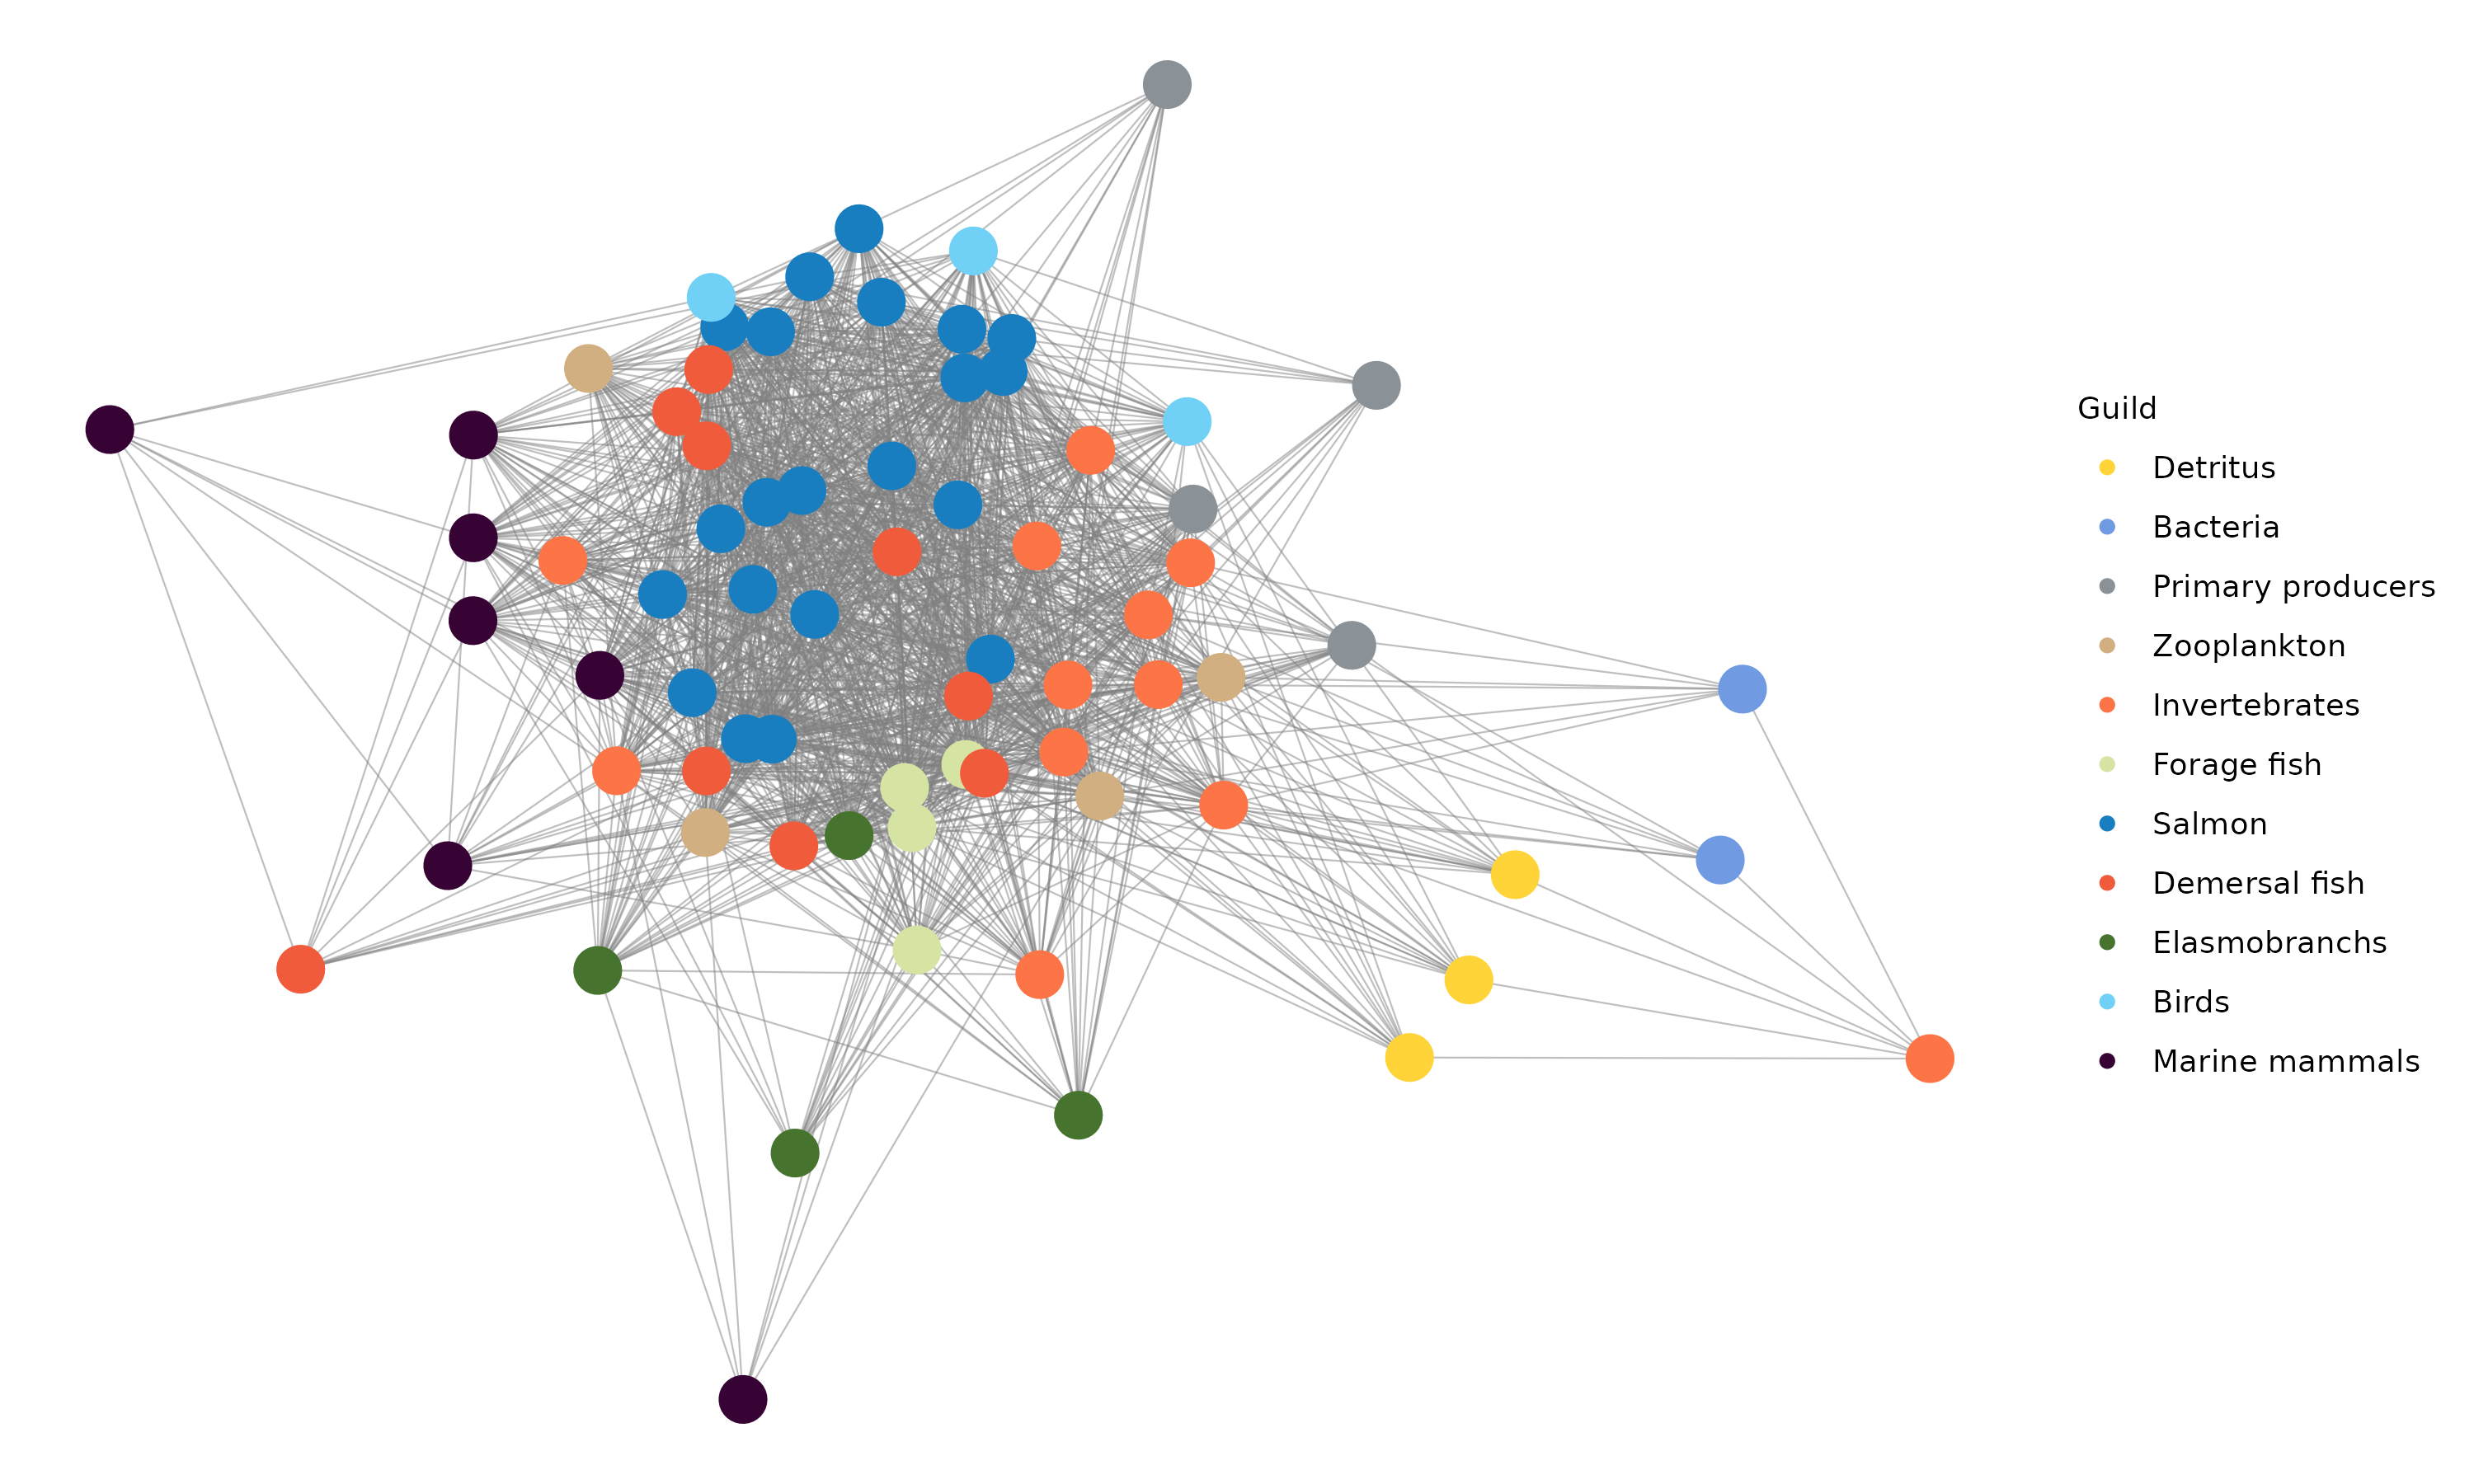 Guild
Detritus
Bacteria
Primary producers
Zooplankton
Invertebrates
Forage fish
Salmon
Demersal fish
Elasmobranchs
Birds
Marine mammals